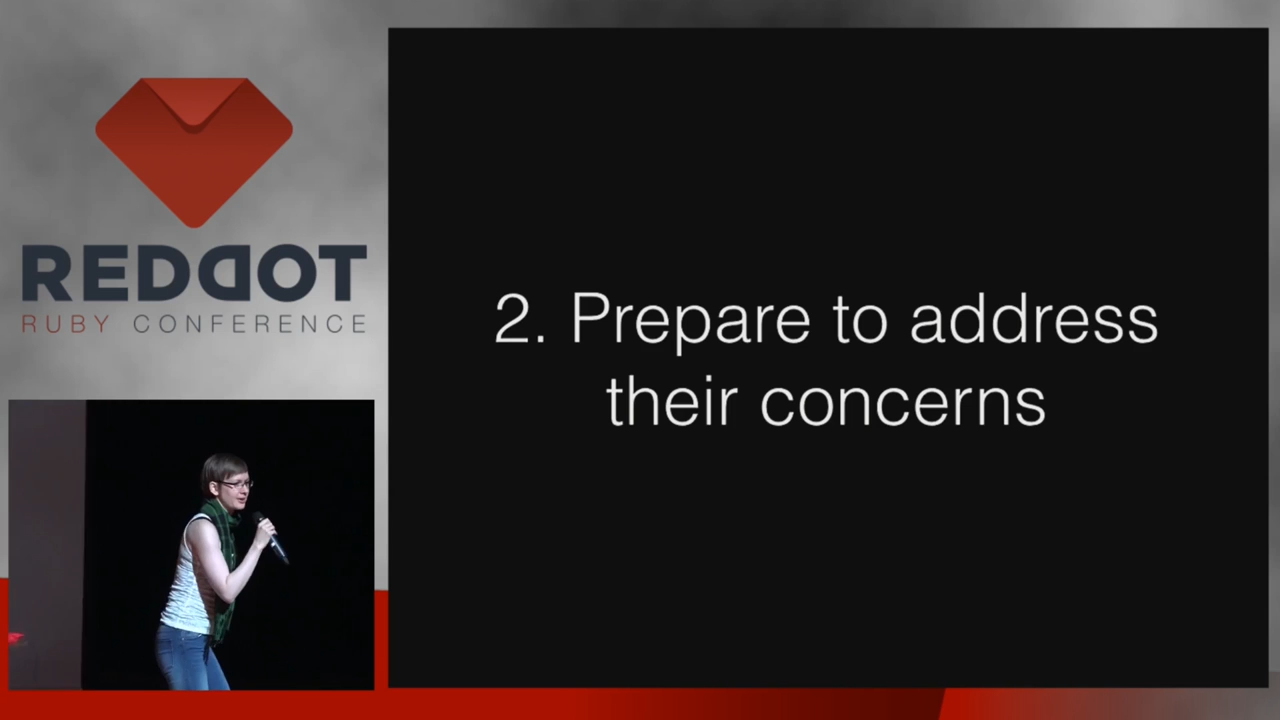 REDDOT
RUBY CONFERENCE
2. Prepare to address
their concerns